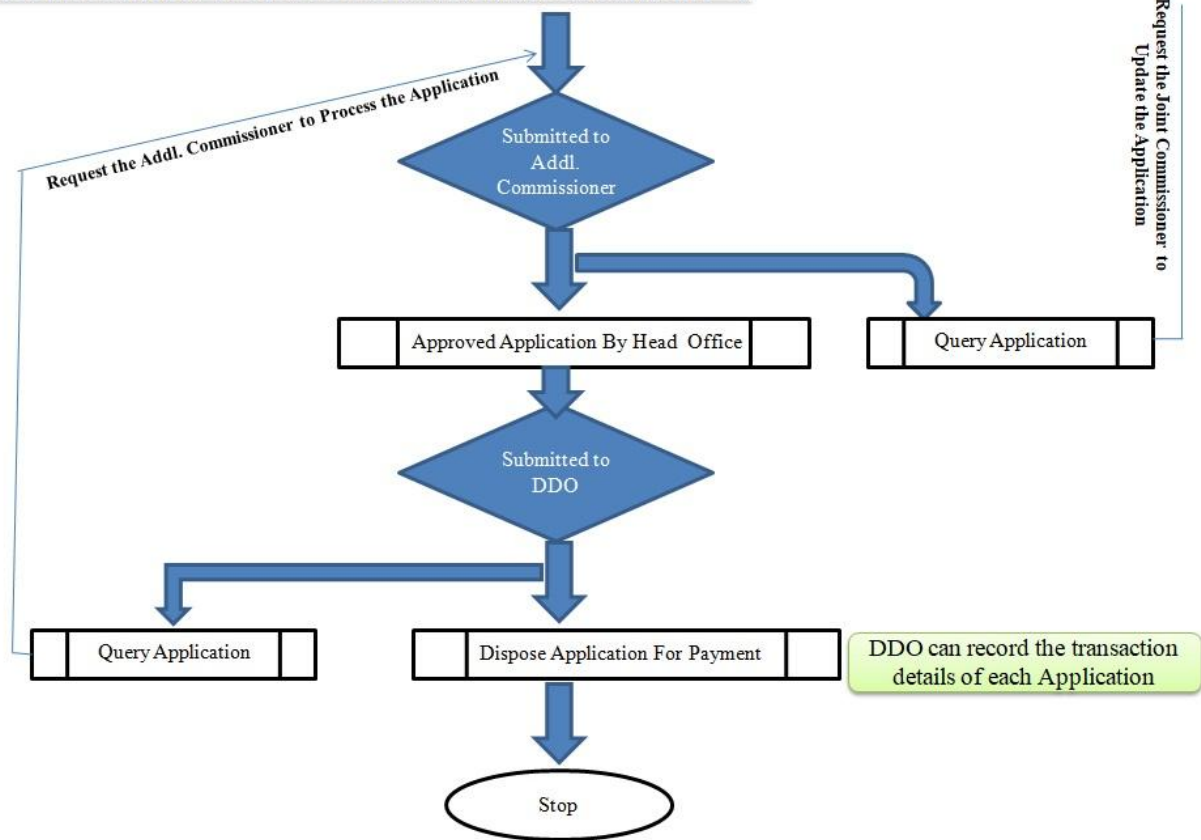 Request the Joint Commissioner to
Update the Application
Request the Addl. Commissioner to Process the Application
Submitted to
Addl.
Commissioner
Approved Application By Head Office
Query Application
Submitted to
DDO
Query Application
Dispose Application For Payment
DDO can record the transaction
details of each Application
Stop